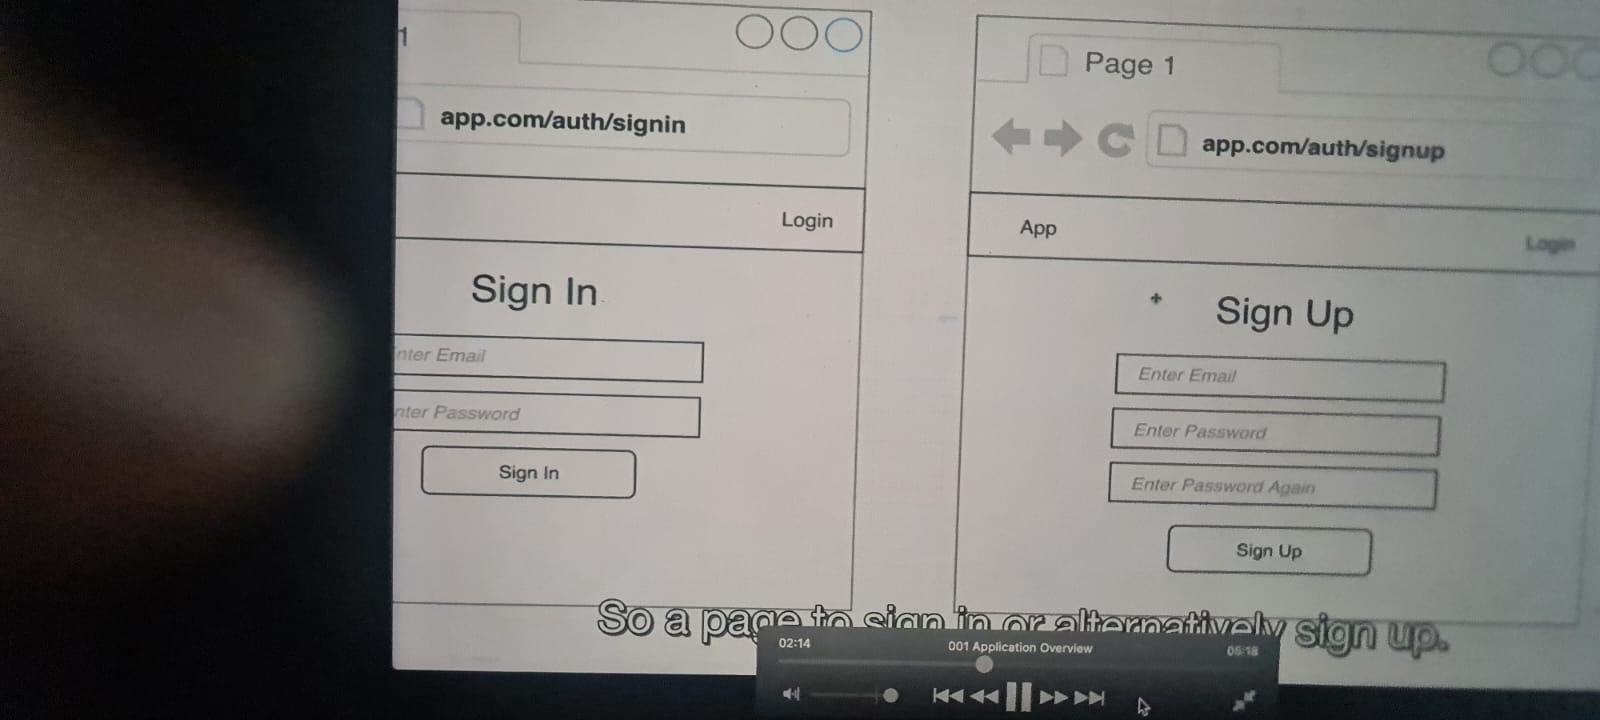 1
app.com/auth/signin
Login
Sign In
nter Email
nter Password
Sign In
Page 1
app.com/auth/signup
App
Login
Sign Up
Enter Email
Enter Password
Enter Password Again
Sign Up
So a page to sign in or alternatively sign up.
02:14
001 Application Overview
05:18